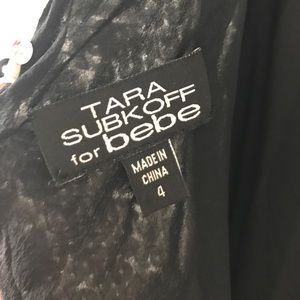 TARA
SUBKOFF
for bebe
MADE IN
CHINA
4